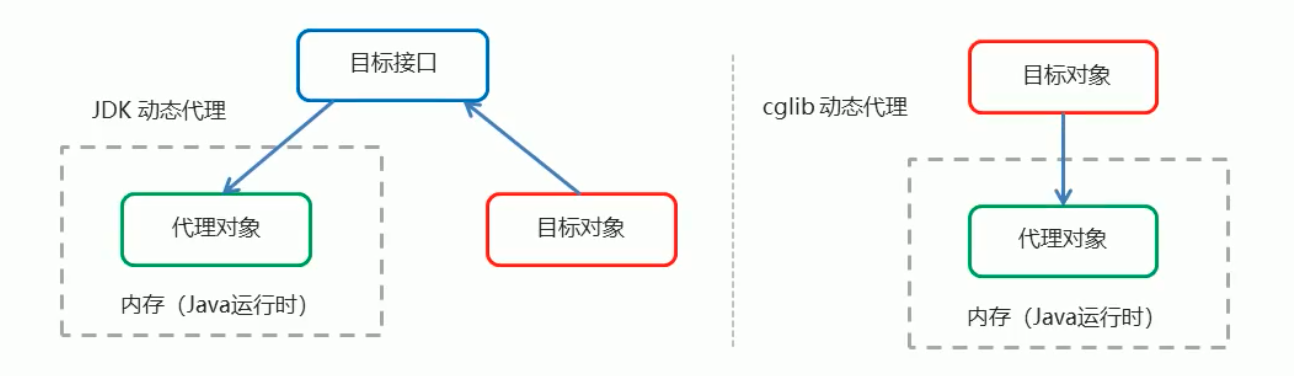 目标接口
JDK 动态代理
代理对象
目标对象
内存（Java运行时）
目标对象
cglib 动态代理
代理对象
内存（Java运行时）